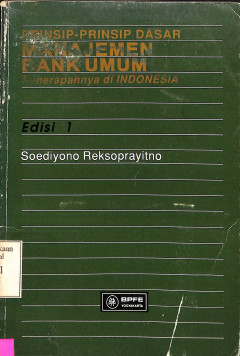 PRINSIP-PRINSIP DASAR
MANAJEMEN
BANK UMUM
Penerapannya di INDONESIA
Edisi 1
Soediyono Reksoprayitno
BPFE
YOGYAKARTA